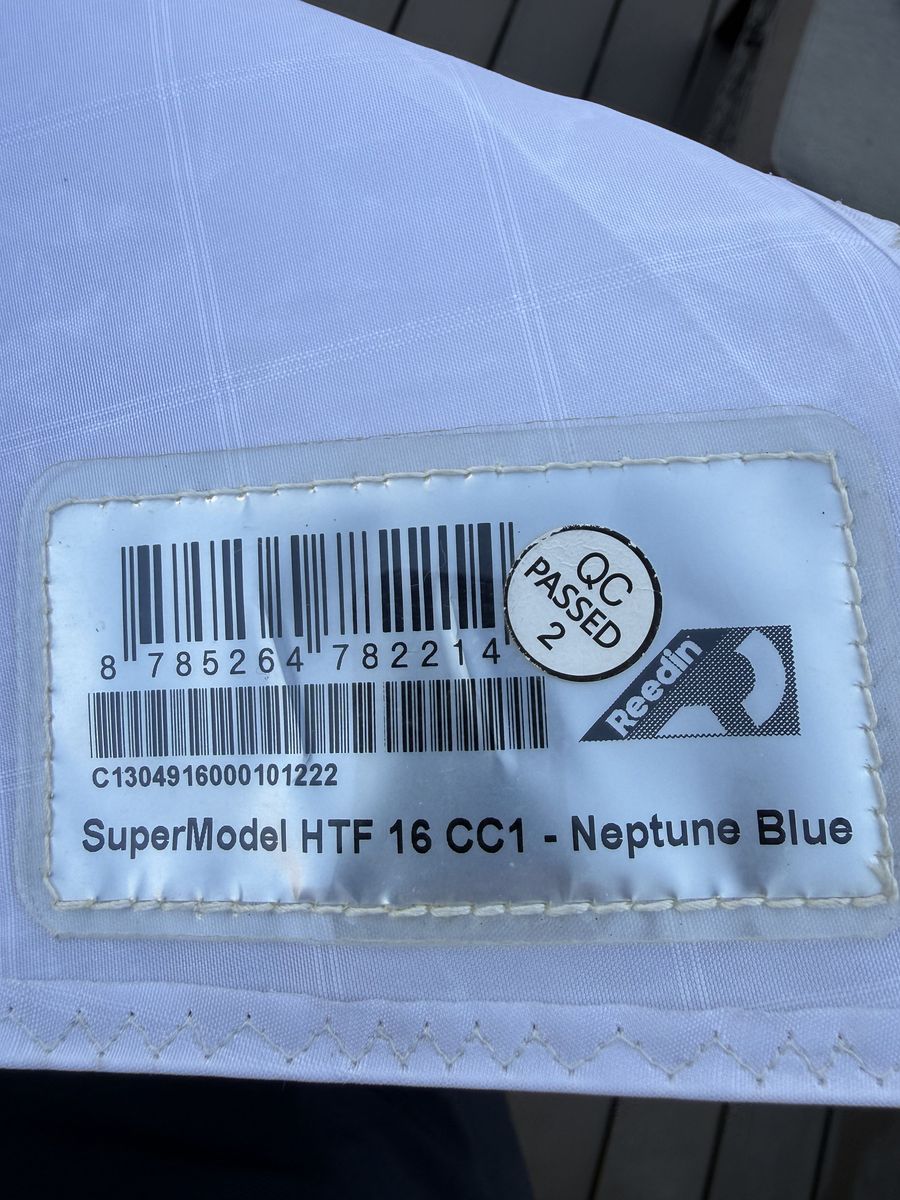 8 785264 782214
QC
PASSED
2
Reedin
C1304916000101222
SuperModel HTF 16 CC1 - Neptune Blue